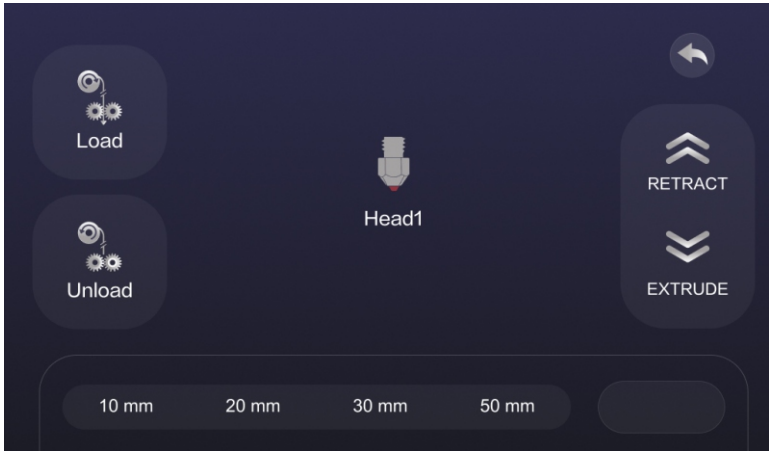 Load
Head1
RETRACT
Unload
EXTRUDE
10 mm 20 mm 30 mm 50 mm